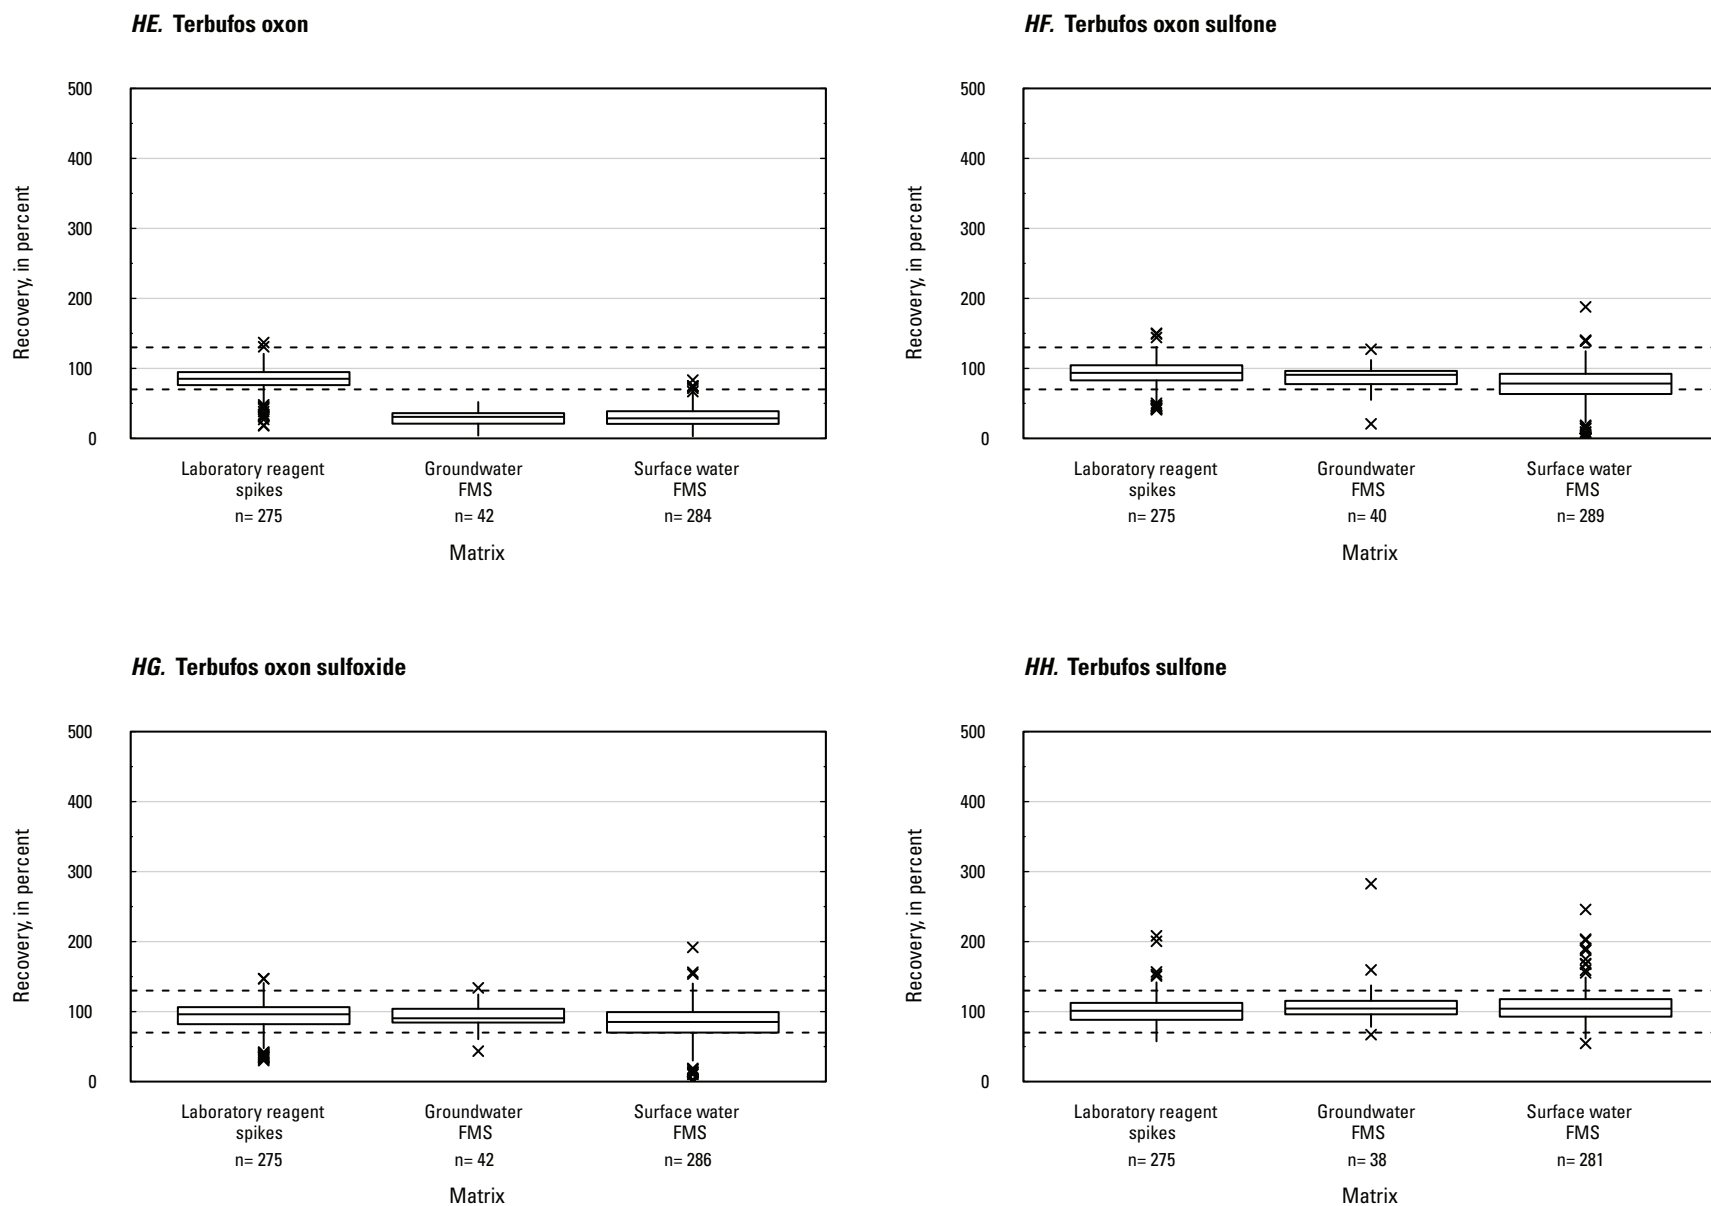 HE. Terbufos oxon
500
400
300
200
100
0
Recovery, in percent
Laboratory reagent spikes
n= 275
Groundwater FMS
n= 42
Surface water FMS
n= 284
Matrix
HF. Terbufos oxon sulfone
500
400
300
200
100
0
Recovery, in percent
Laboratory reagent spikes
n= 275
Groundwater FMS
n= 40
Surface water FMS
n= 289
Matrix
HG. Terbufos oxon sulfoxide
500
400
300
200
100
0
Recovery, in percent
Laboratory reagent spikes
n= 275
Groundwater FMS
n= 42
Surface water FMS
n= 286
Matrix
HH. Terbufos sulfone
500
400
300
200
100
0
Recovery, in percent
Laboratory reagent spikes
n= 275
Groundwater FMS
n= 38
Surface water FMS
n= 281
Matrix